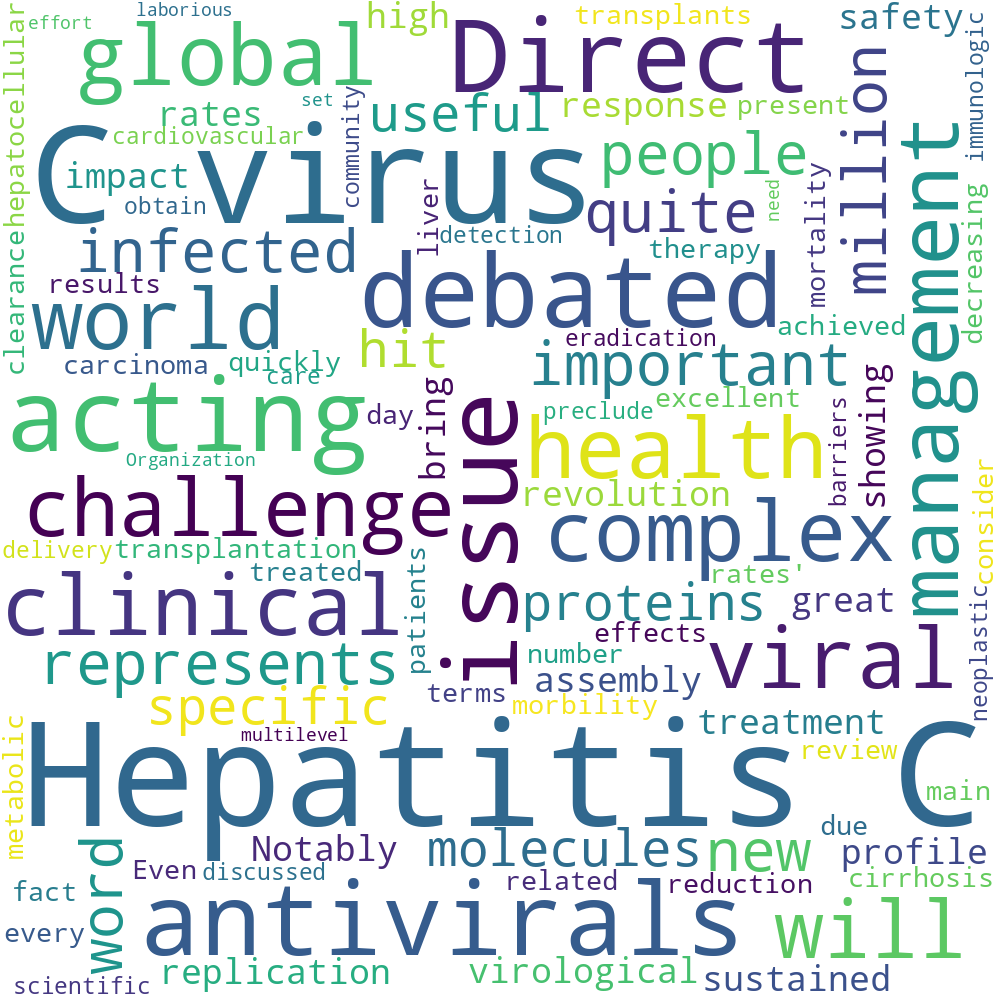 effort
laborious
high
transplants
safety
immunologic
global
Direct
million
hepatocellular
rates
set
useful
response
present
cardiovascular
community
C virus
people
management
impact
obtain
liver
quite
mortality
need
infected
detection
therapy
decreasing
results
debated
world
achieved
clearance
carcinoma
quickly
hit
eradication
important
care
acting
day
bring
issue
preclude
excellent
barriers
showing
Organization
health
challenge
revolution
complex
consider
delivery
transplantation
treated
patients
rates'
clinical
proteins
great
neoplastic
effects
represents
number
viral
assembly
terms
specific
morbility
multilevel
treatment
metabolic
Hepatitis C
review
main
word
Notably
molecules
new
due
profile
Even
discussed
related
reduction
cirrhosis
fact
every
antivirals
will
scientific
replication
virological
sustained